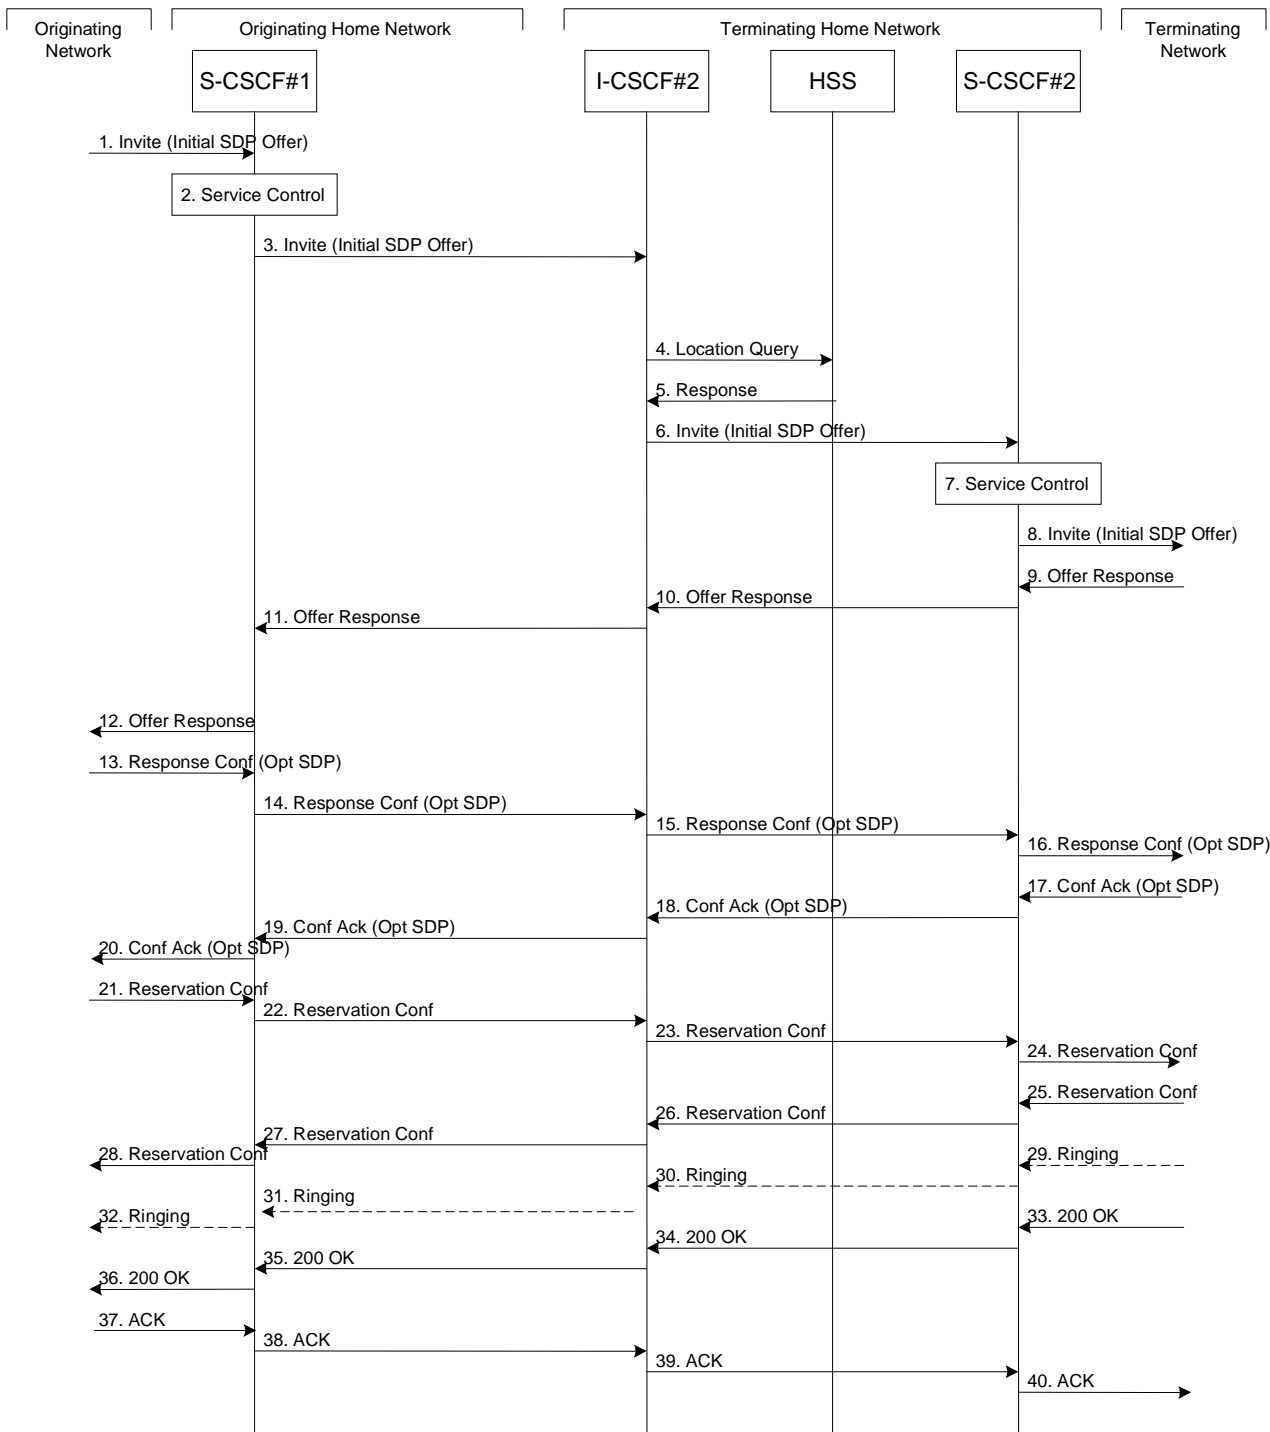 Originating
Network
Originating Home Network
Terminating Home Network
Terminating
Network
S-CSCF#1
I-CSCF#2
HSS
S-CSCF#2
1. Invite (Initial SDP Offer)
2. Service Control
3. Invite (Initial SDP Offer)
4. Location Query
5. Response
6. Invite (Initial SDP Offer)
7. Service Control
8. Invite (Initial SDP Offer)
9. Offer Response
10. Offer Response
11. Offer Response
12. Offer Response
13. Response Conf (Opt SDP)
14. Response Conf (Opt SDP)
15. Response Conf (Opt SDP)
16. Response Conf (Opt SDP)
17. Conf Ack (Opt SDP)
18. Conf Ack (Opt SDP)
19. Conf Ack (Opt SDP)
20. Conf Ack (Opt SDP)
21. Reservation Conf
22. Reservation Conf
23. Reservation Conf
24. Reservation Conf
25. Reservation Conf
26. Reservation Conf
27. Reservation Conf
28. Reservation Conf
29. Ringing
30. Ringing
31. Ringing
32. Ringing
33. 200 OK
34. 200 OK
35. 200 OK
36. 200 OK
37. ACK
38. ACK
39. ACK
40. ACK